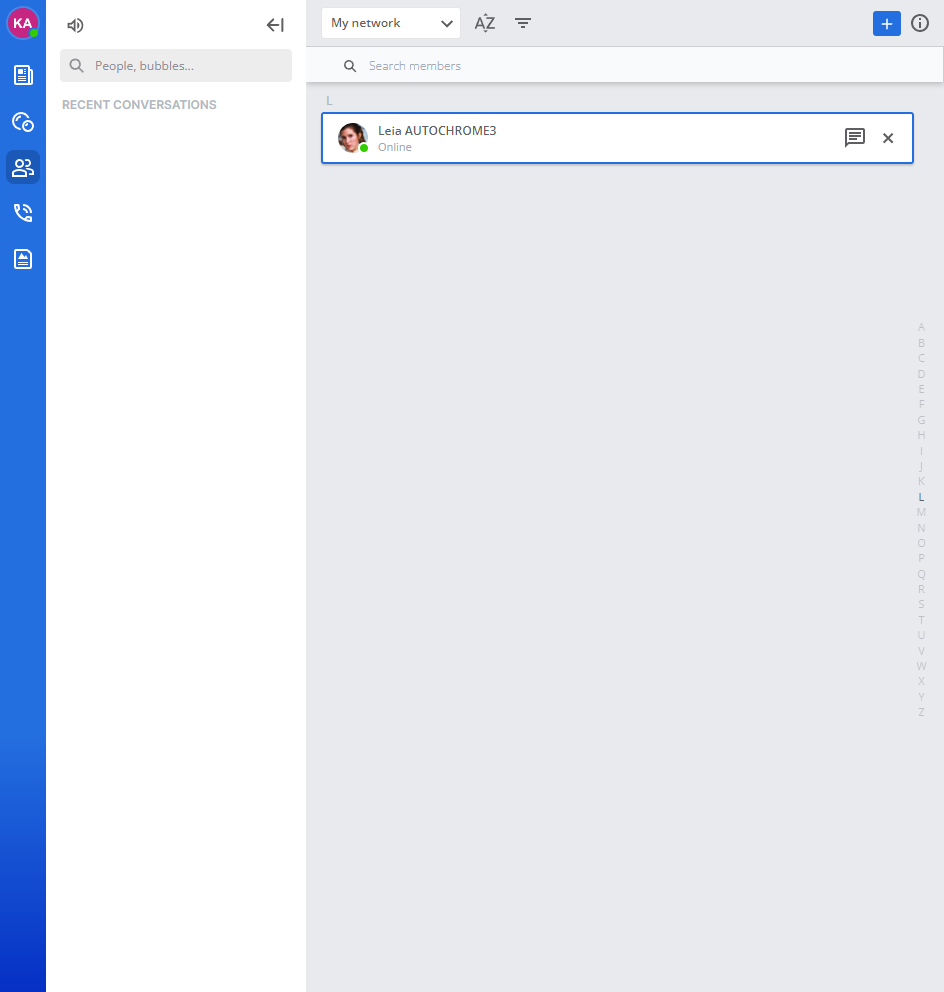 KA
People, bubbles...
RECENT CONVERSATIONS
My network
AZ
Search members
L
Leia AUTOCHROME3
Online
A
B
C
D
E
F
G
H
I
J
K
L
M
N
O
P
Q
R
S
T
U
V
W
X
Y
Z